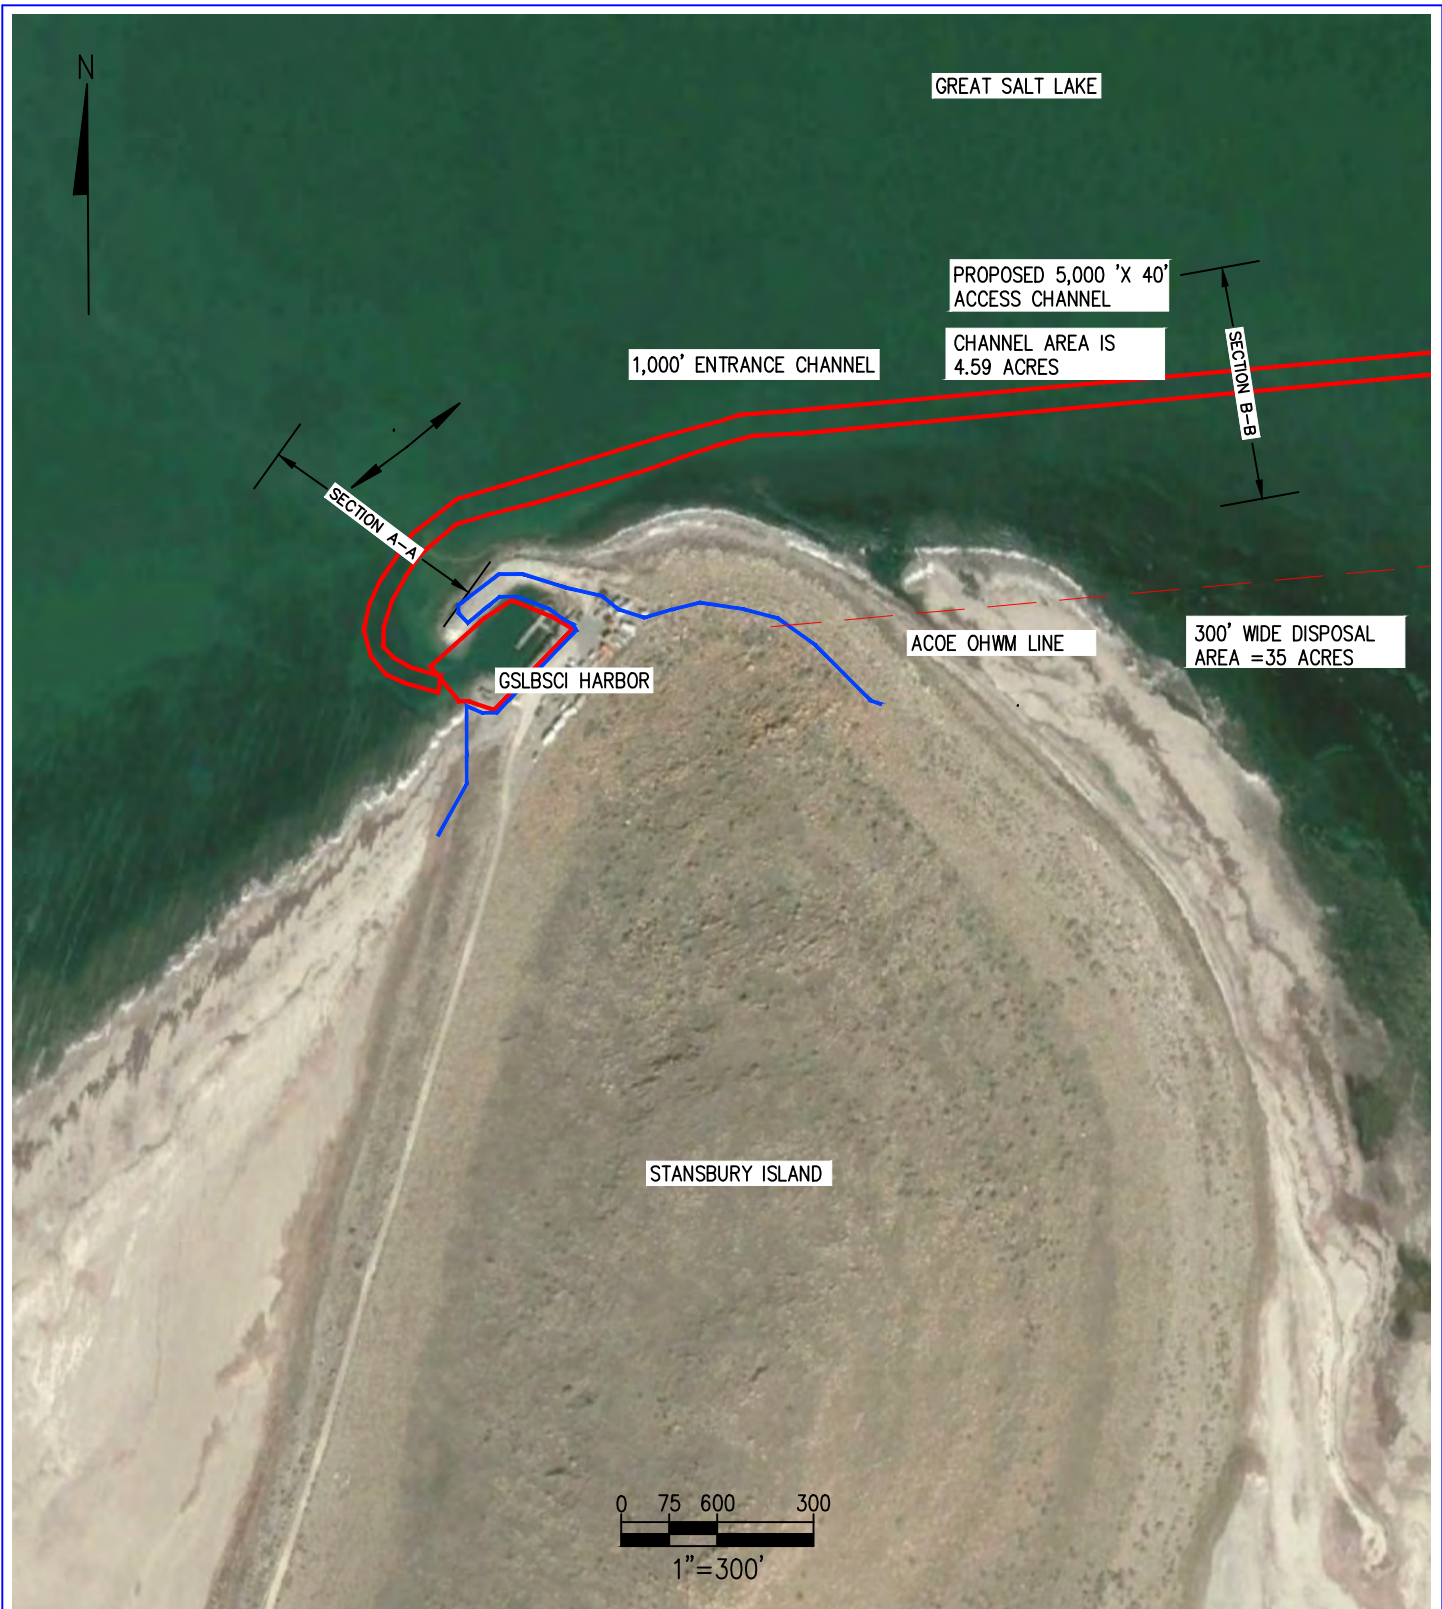 N
GREAT SALT LAKE
PROPOSED 5,000 'X 40'
ACCESS CHANNEL
CHANNEL AREA IS
4.59 ACRES
1,000' ENTRANCE CHANNEL
SECTION B-B
SECTION A-A
ACOE OHWM LINE
300' WIDE DISPOSAL
AREA =35 ACRES
GSLBSCI HARBOR
STANSBURY ISLAND
0 75 600 300
1"=300'